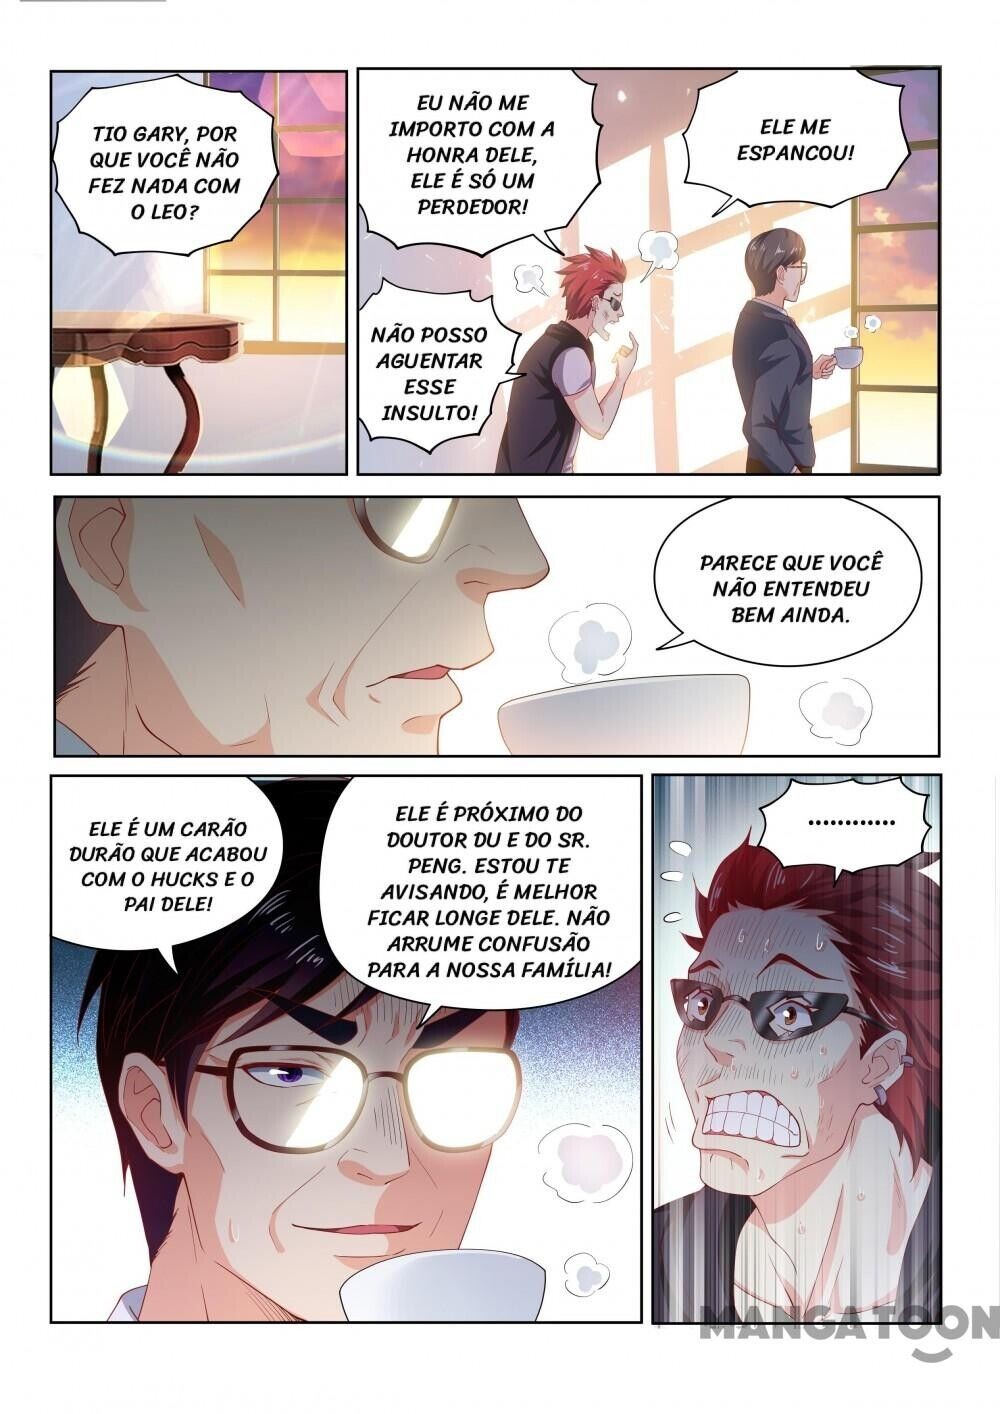 TIO GARY, POR
QUE VOCÊ NÃO
FEZ NADA COM
O LEO?
EU NÃO ME
IMPORTO COM A
HONRA DELE,
ELE É SÓ UM
PERDEDOR!
ELE ME
ESPANCOU!
NÃO POSSO
AGUENTAR
ESSE
INSULTO!
PARECE QUE VOCÊ
NÃO ENTENDEU
BEM AINDA.
ELE É UM CARÃO
DURÃO QUE ACABOU
COM O HUCKS E O
PAI DELE!
ELE É PRÓXIMO DO
DOUTOR DU E DO SR.
PENG. ESTOU TE
AVISANDO, É MELHOR
FICAR LONGE DELE. NÃO
ARRUME CONFUSÃO
PARA A NOSSA FAMÍLIA!
............
MANGATOON